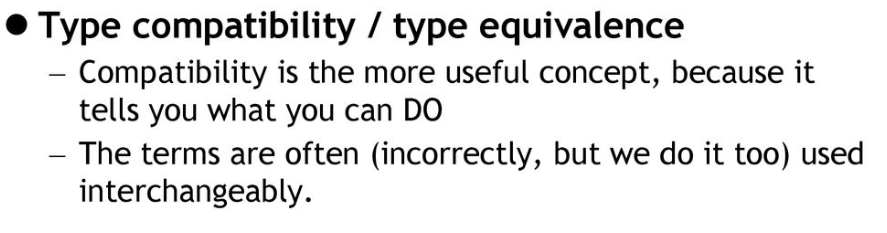 ● Type compatibility / type equivalence
– Compatibility is the more useful concept, because it
tells you what you can DO
– The terms are often (incorrectly, but we do it too) used
interchangeably.